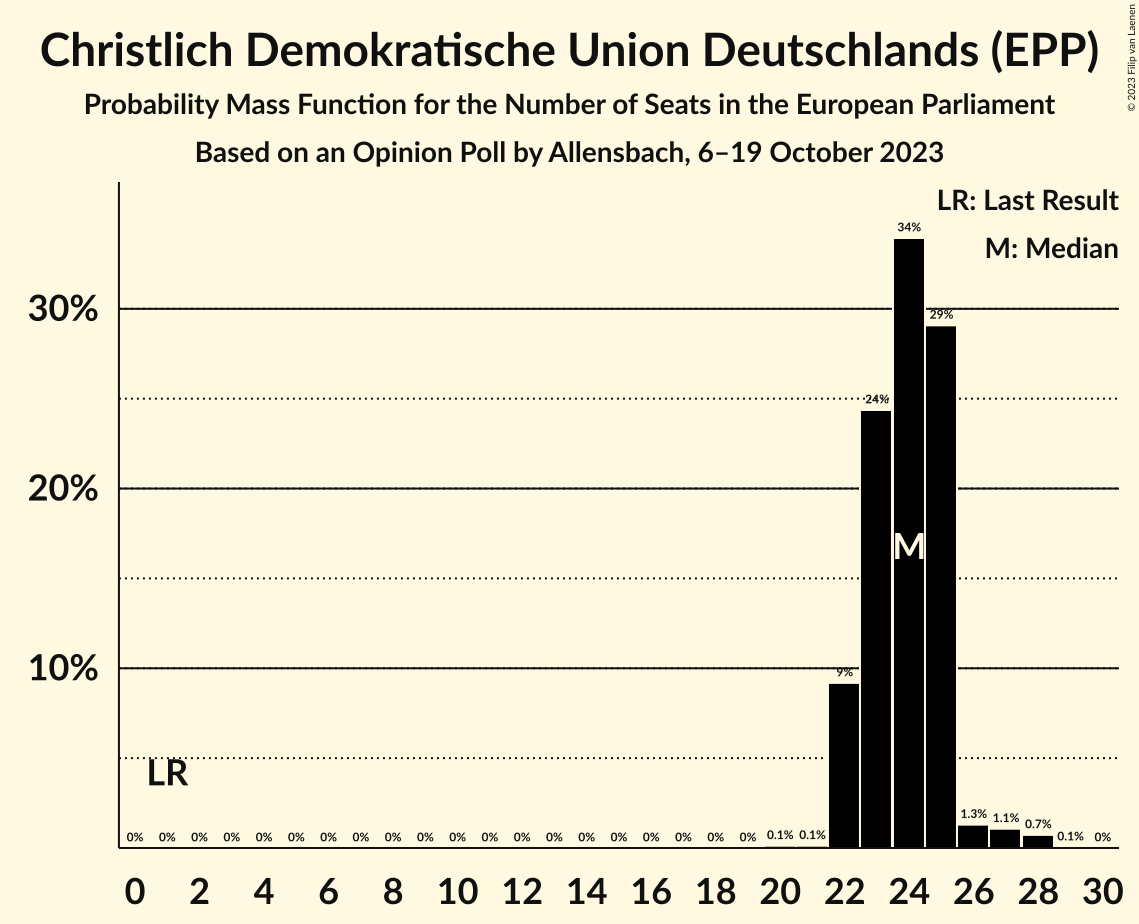 Christlich Demokratische Union Deutschlands (EPP)
Probability Mass Function for the Number of Seats in the European Parliament
Based on an Opinion Poll by Allensbach, 6–19 October 2023
© 2023 Filip van Laenen
LR: Last Result
M: Median
34%
30%
29%
24%
20%
M
10%
9%
LR
0% 0% 0% 0% 0% 0% 0% 0% 0% 0% 0% 0% 0% 0% 0% 0% 0% 0% 0% 0% 0.1% 0.1% 1.3% 1.1% 0.7% 0.1% 0%
0 2 4 6 8 10 12 14 16 18 20 22 24 26 28 30